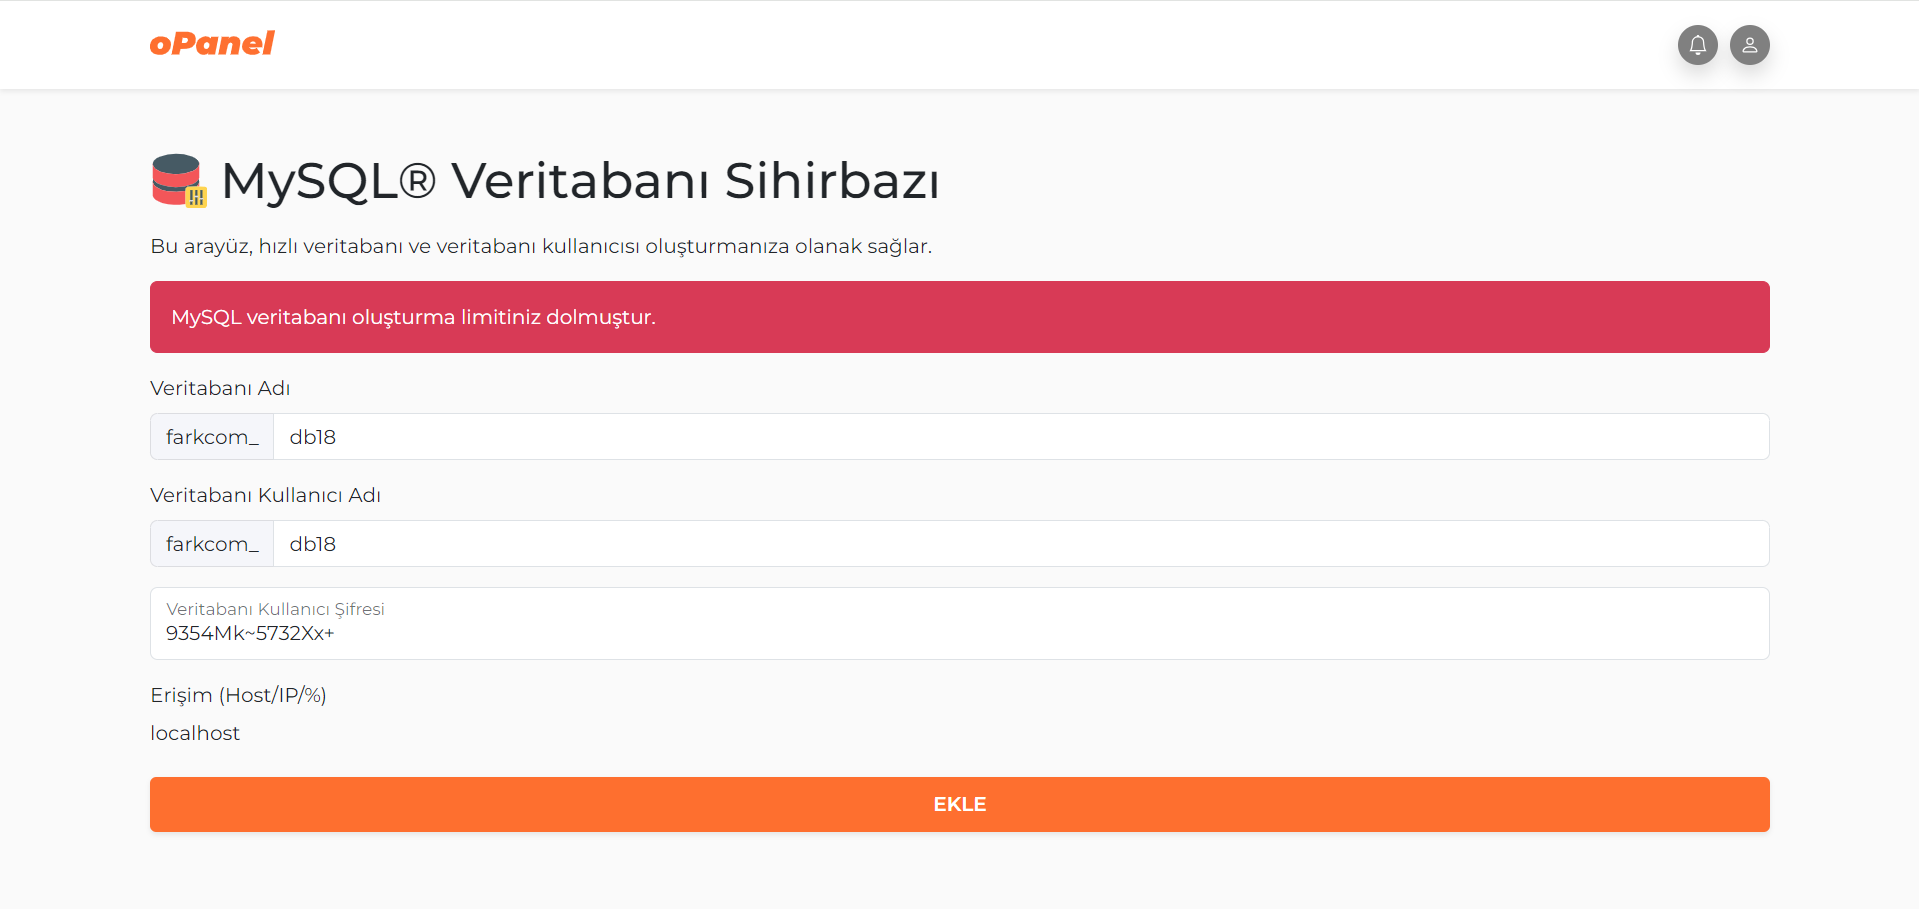 oPanel
MySQL® Veritabanı Sihirbazı
Bu arayüz, hızlı veritabanı ve veritabanı kullanıcısı oluşturmanıza olanak sağlar.
MySQL veritabanı oluşturma limitiniz dolmuştur.
Veritabanı Adı
farkcom_ db18
Veritabanı Kullanıcı Adı
farkcom_ db18
Veritabanı Kullanıcı Şifresi
9354Mk~5732Xx+
Erişim (Host/IP/%)
localhost
EKLE